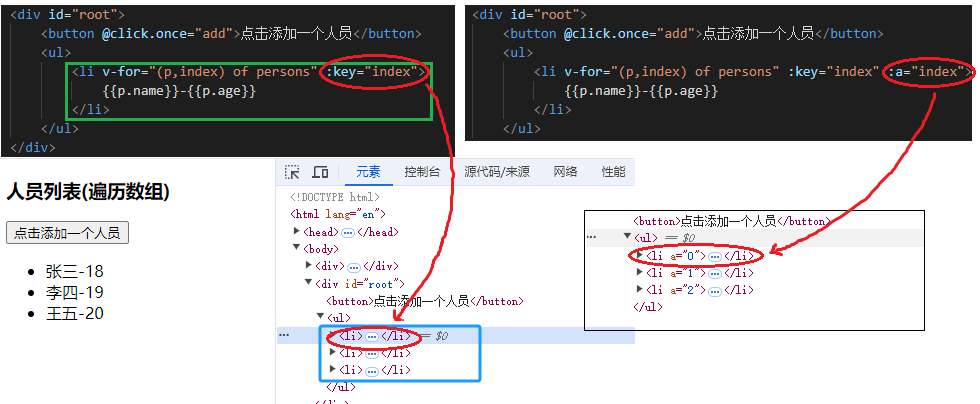 <div id="root">
<button @click.once="add">点击添加一个人员</button>
<ul>
<li v-for="(p,index) of persons" :key="index">
{{p.name}}-{{p.age}}
</li>
</ul>
</div>
<div id="root">
<button @click.once="add">点击添加一个人员</button>
<ul>
<li v-for="(p,index) of persons" :key="index" :a="index">
{{p.name}}-{{p.age}}
</li>
</ul>
人员列表(遍历数组)
点击添加一个人员
张三-18
李四-19
王五-20
元素 控制台 源代码/来源 网络 性能
<!DOCTYPE html>
<html lang="en">
<head>…</head>
<body>
<div>…</div>
<div id="root">
<button>点击添加一个人员</button>
<ul>
<li>…</li> == $0
<li>…</li>
<li>…</li>
</ul>
<button>点击添加一个人员</button>
<ul> == $0
<li a="0">…</li>
<li a="1">…</li>
<li a="2">…</li>
</ul>